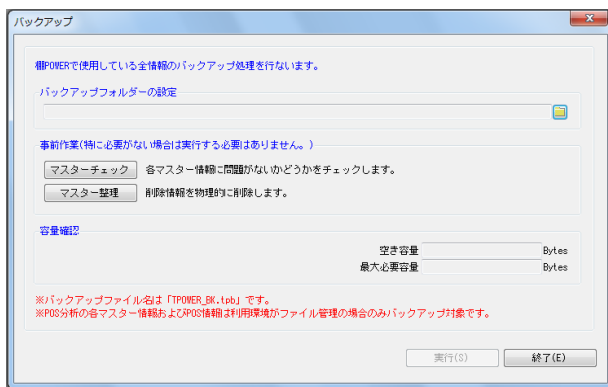 バックアップ
棚POWERで使用している全情報のバックアップ処理を行ないます。
バックアップフォルダーの設定
事前作業(特に必要がない場合は実行する必要はありません。)
マスターチェック 各マスター情報に問題がないかどうかをチェックします。
マスター整理 削除情報を物理的に削除します。
容量確認
空き容量 Bytes
最大必要容量 Bytes
※バックアップファイル名は「TPOWER_BK.tpb」です。
※POS分析の各マスター情報およびPOS情報は利用環境がファイル管理の場合のみバックアップ対象です。
実行(S) 終了(E)